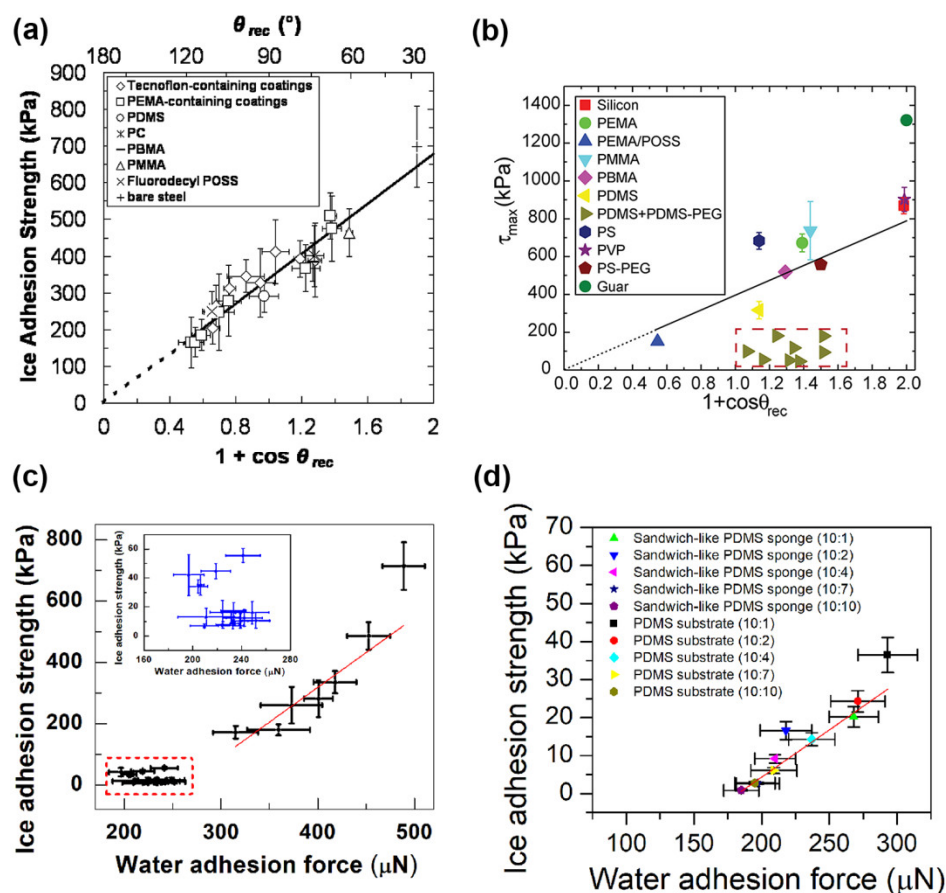 (a)
θrec (°)
180 150 120 90 60 30
Ice Adhesion Strength (kPa)
900
800
700
600
500
400
300
200
100
0
Tecnoflon-containing coatings
PEMA-containing coatings
PDMS
PC
PBMA
PMMA
Fluorodecyl POSS
bare steel
0 0.4 0.8 1.2 1.6 2
1 + cos θrec
(b)
τmax(kPa)
1400
1200
1000
800
600
400
200
0
Silicon
PEMA
PEMA/POSS
PMMA
PBMA
PDMS
PDMS+PDMS-PEG
PS
PVP
PS-PEG
Guar
0.0 0.2 0.4 0.6 0.8 1.0 1.2 1.4 1.6 1.8 2.0
1+cosθrec
(c)
Ice adhesion strength (kPa)
800
600
400
200
0
Ice adhesion strength (kPa)
60
40
20
0
160 200 240 280
Water adhesion force (μN)
200 300 400 500
Water adhesion force (μN)
(d)
Ice adhesion strength (kPa)
70
60
50
40
30
20
10
0
Sandwich-like PDMS sponge (10:1)
Sandwich-like PDMS sponge (10:2)
Sandwich-like PDMS sponge (10:4)
Sandwich-like PDMS sponge (10:7)
Sandwich-like PDMS sponge (10:10)
PDMS substrate (10:1)
PDMS substrate (10:2)
PDMS substrate (10:4)
PDMS substrate (10:7)
PDMS substrate (10:10)
100 150 200 250 300
Water adhesion force (μN)